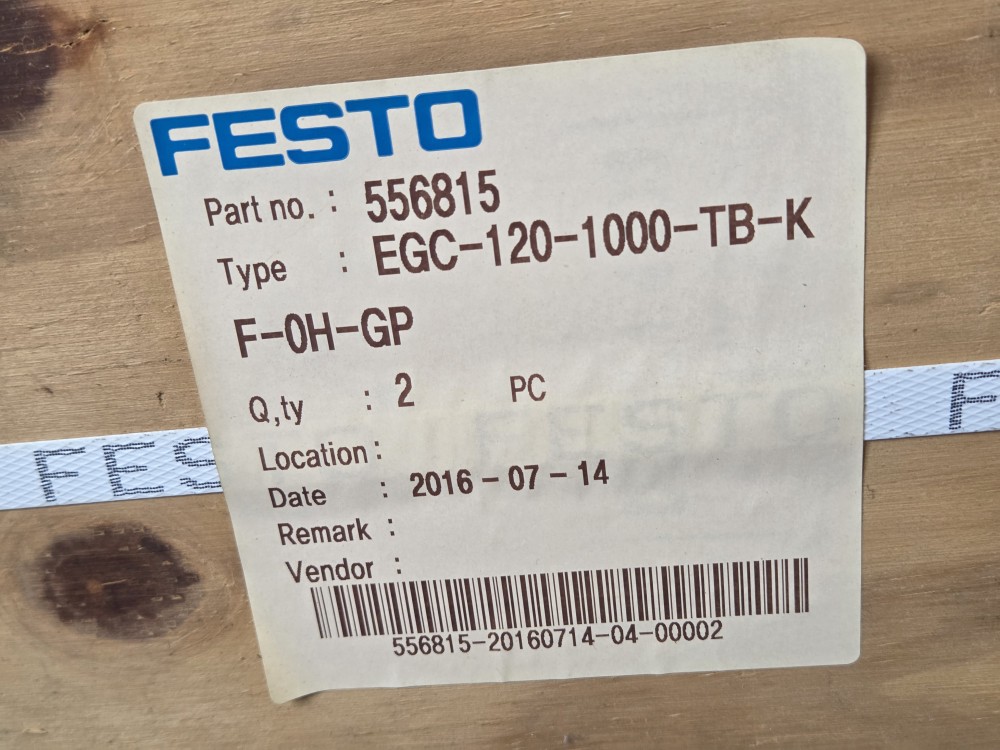 FESTO
Part no. : 556815
Type : EGC-120-1000-TB-K
F-0H-GP
Q,ty : 2 PC
Location :
Date : 2016-07-14
Remark :
Vendor :
556815-20160714-04-00002
FES
F